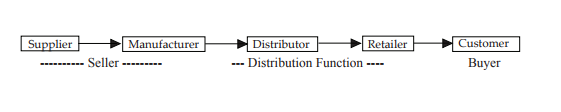 Supplier Manufacturer Distributor Retailer Customer
---------- Seller --------- --- Distribution Function ---- Buyer